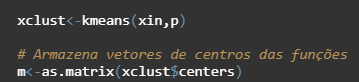 xclust<-kmeans(xin,p)
# Armazena vetores de centros das funções
m<-as.matrix(xclust$centers)